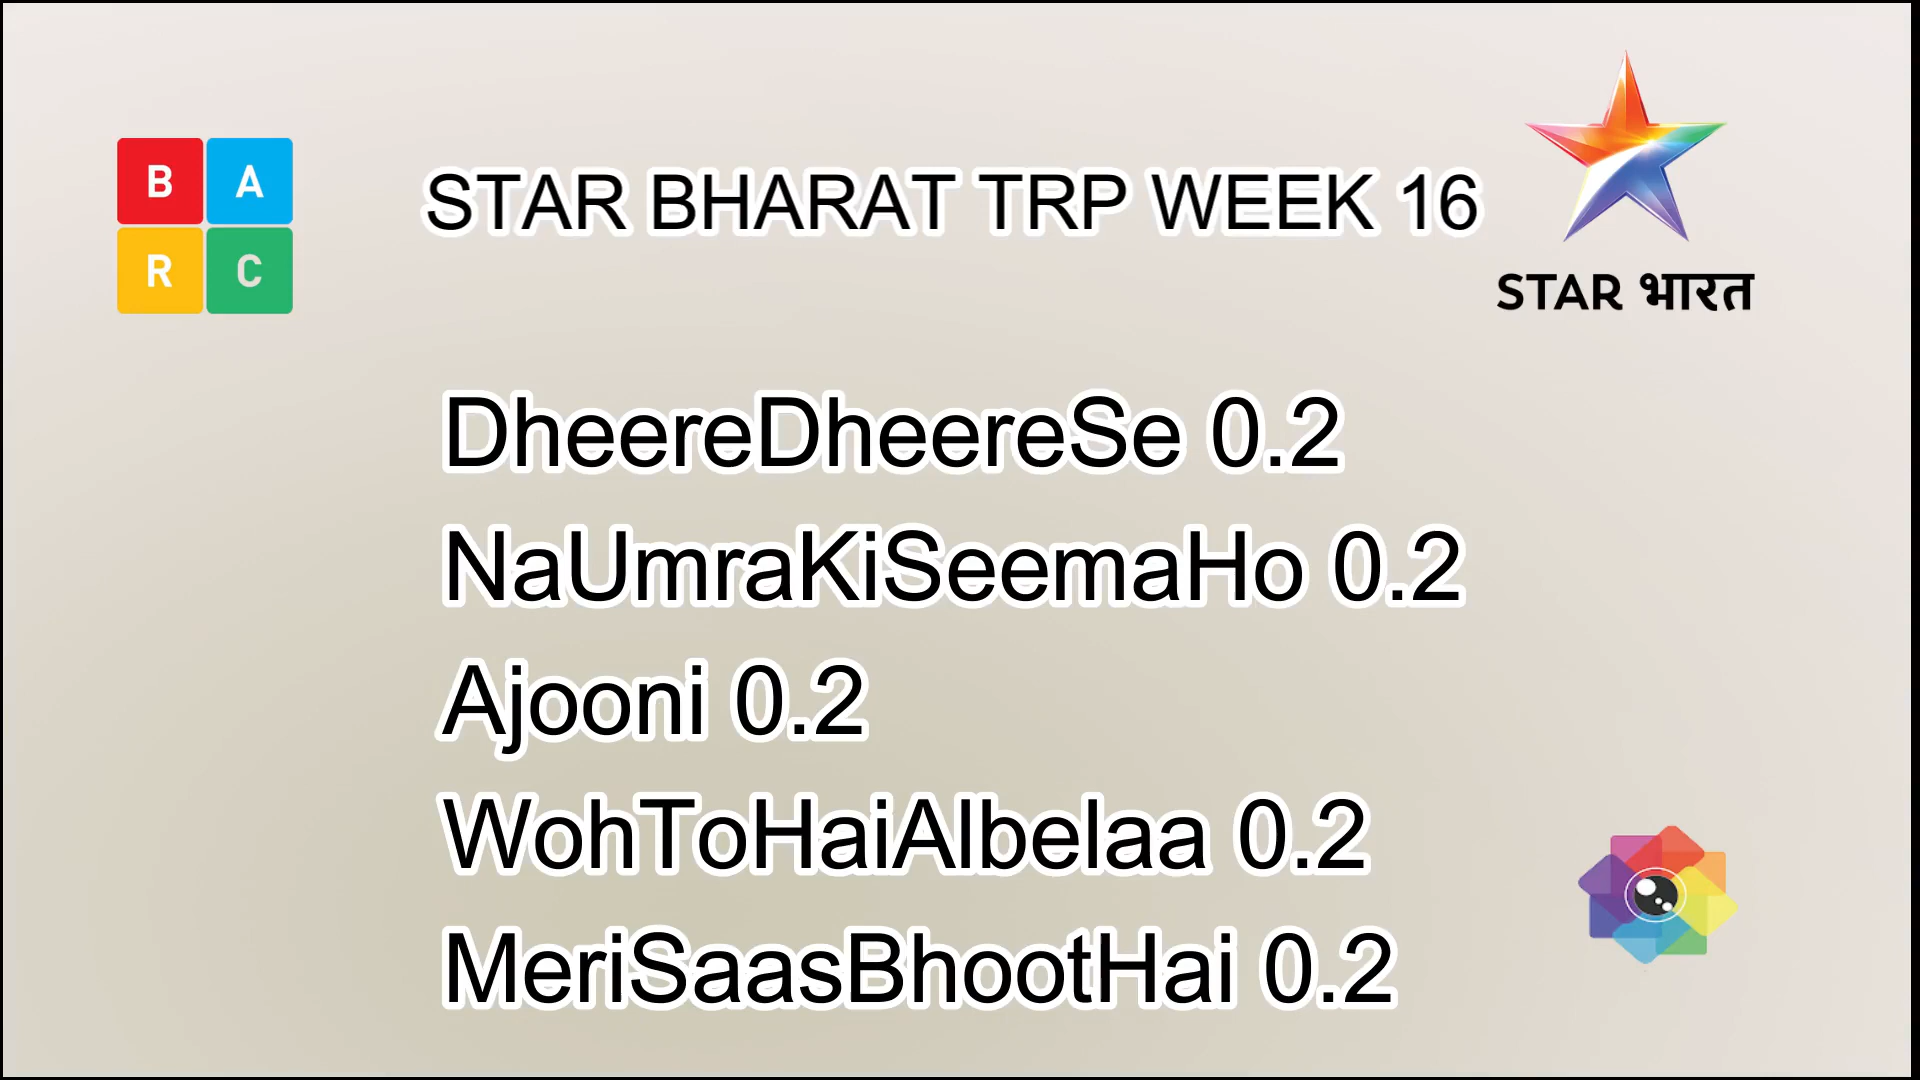 B A
R C
STAR BHARAT TRP WEEK 16
STAR भारत
DheereDheereSe 0.2
NaUmraKiSeemaHo 0.2
Ajooni 0.2
WohToHaiAlbelaa 0.2
MeriSaasBhootHai 0.2